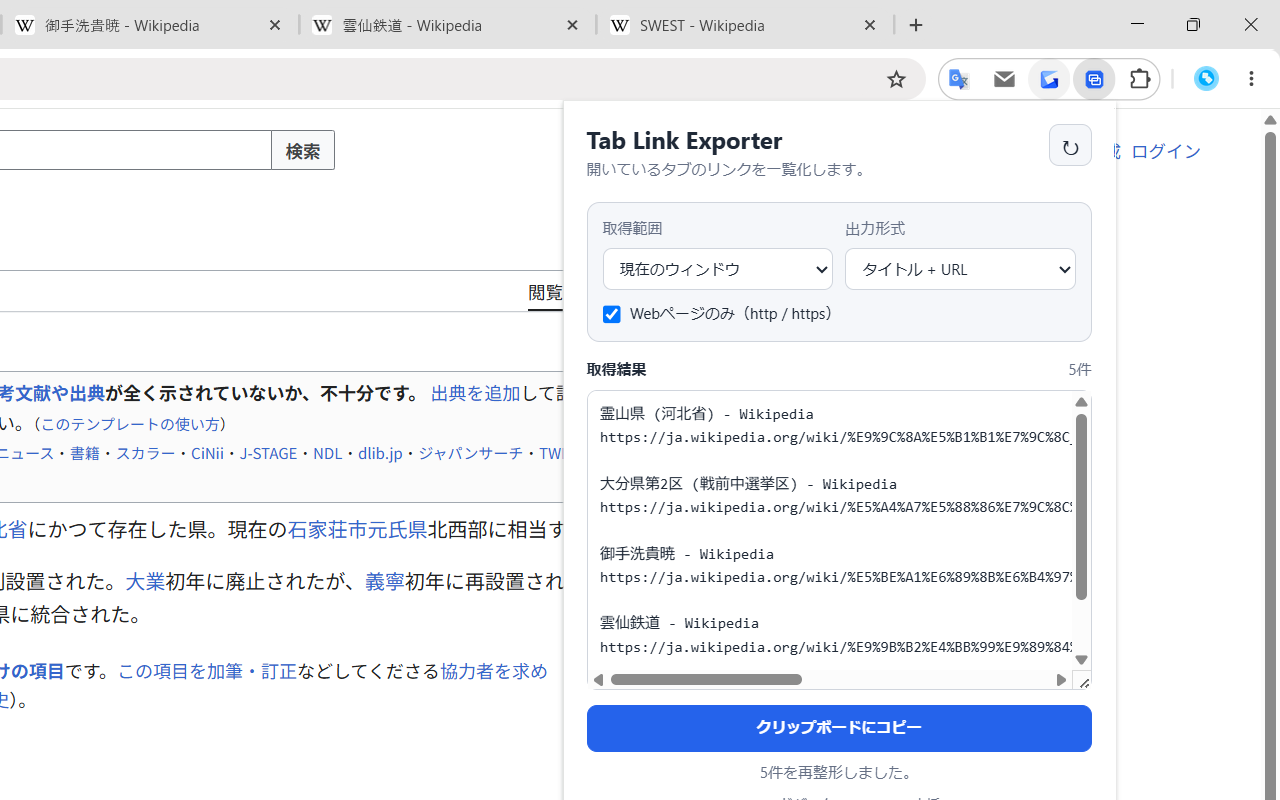 御手洗貴暁 - Wikipedia
雲仙鉄道 - Wikipedia
SWEST - Wikipedia
検索
ログイン
閲覧
考文献や出典が全く示されていないか、不十分です。 出典を追加して
い。（このテンプレートの使い方）
ニュース・書籍・スカラー・CiNii・J-STAGE・NDL・dlib.jp・ジャパンサーチ・TW
北省にかつて存在した県。現在の石家荘市元氏県北西部に相当す
設置された。大業初年に廃止されたが、義寧初年に再設置され
県に統合された。
けの項目です。この項目を加筆・訂正などしてくださる協力者を求め
史）。
Tab Link Exporter
開いているタブのリンクを一覧化します。
取得範囲
出力形式
現在のウィンドウ
タイトル + URL
Webページのみ（http / https）
取得結果
5件
霊山県 (河北省) - Wikipedia
https://ja.wikipedia.org/wiki/%E9%9C%8A%E5%B1%B1%E7%9C%8C_
大分県第2区 (戦前中選挙区) - Wikipedia
https://ja.wikipedia.org/wiki/%E5%A4%A7%E5%88%86%E7%9C%8C%
御手洗貴暁 - Wikipedia
https://ja.wikipedia.org/wiki/%E5%BE%A1%E6%89%8B%E6%B4%97%
雲仙鉄道 - Wikipedia
https://ja.wikipedia.org/wiki/%E9%9B%B2%E4%BB%99%E9%89%84%
クリップボードにコピー
5件を再整形しました。